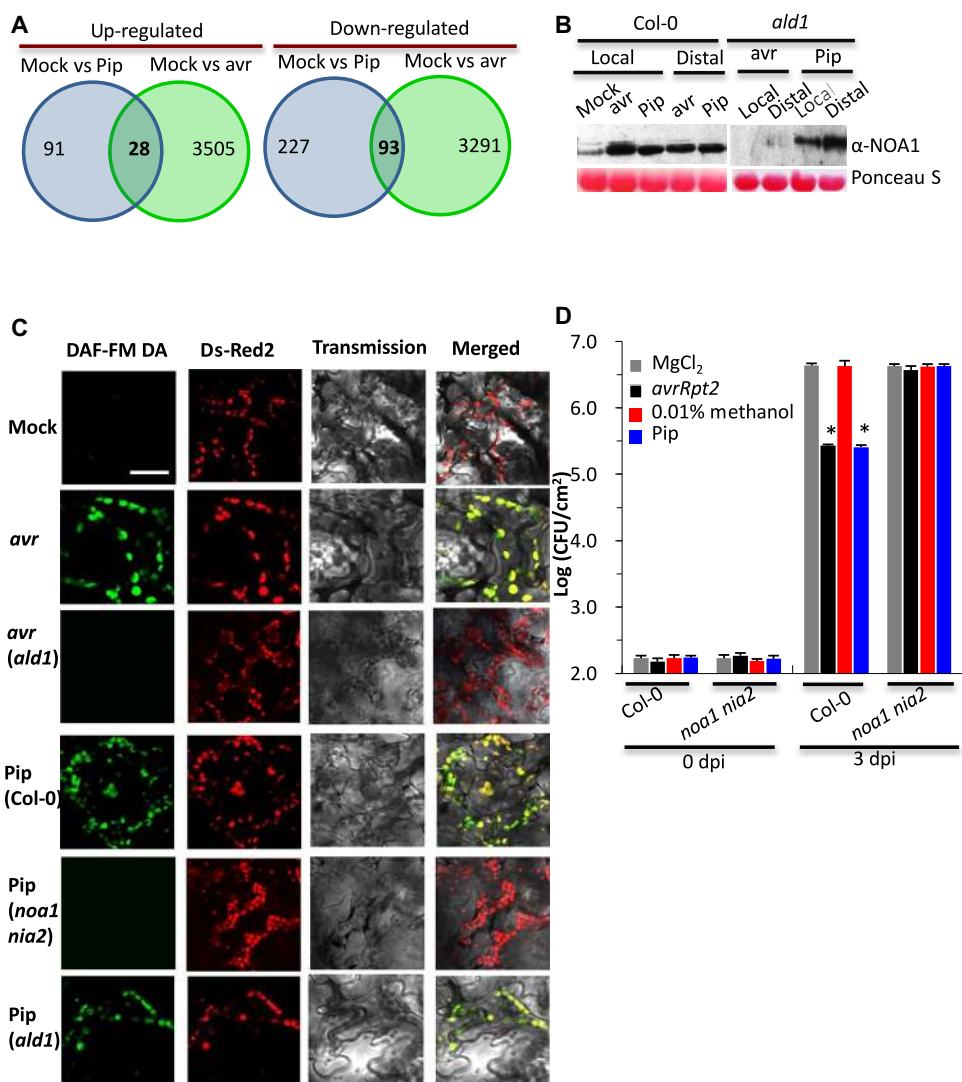 A
Up-regulated
Down-regulated
Mock vs Pip
Mock vs avr
Mock vs Pip
Mock vs avr
91
28
3505
227
93
3291
B
Col-0
ald1
Local
Distal
avr
Pip
Mock
avr
Pip
avr
Pip
Local
Distal
Local
Distal
α-NOA1
Ponceau S
C
DAF-FM DA
Ds-Red2
Transmission
Merged
Mock
avr
avr
(ald1)
Pip
(Col-0)
Pip
(noa1
nia2)
Pip
(ald1)
D
MgCl2
avrRpt2
0.01% methanol
Pip
Log (CFU/cm2)
7.0
6.0
5.0
4.0
3.0
2.0
*
*
Col-0
noa1 nia2
Col-0
noa1 nia2
0 dpi
3 dpi